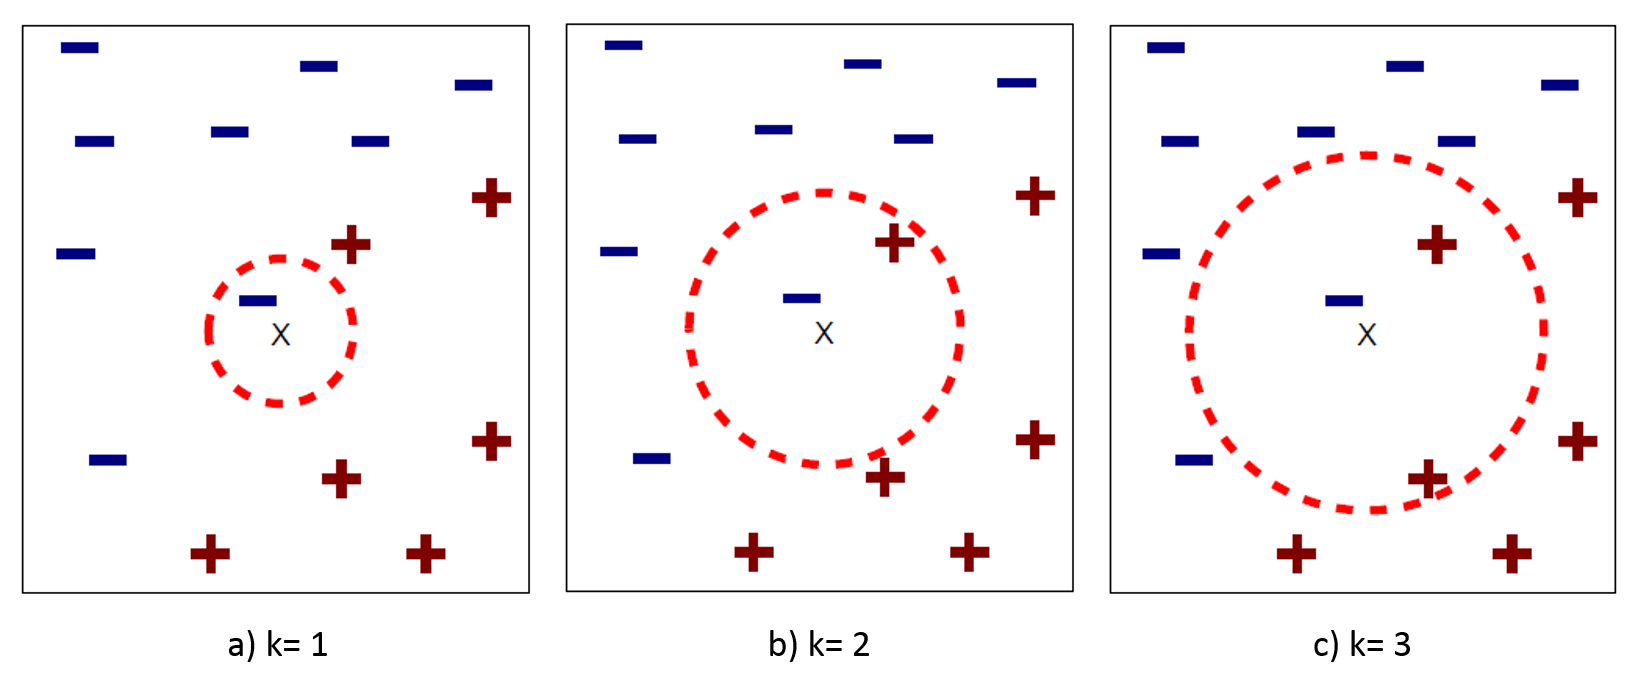 X
X
X
a) k= 1
b) k= 2
c) k= 3